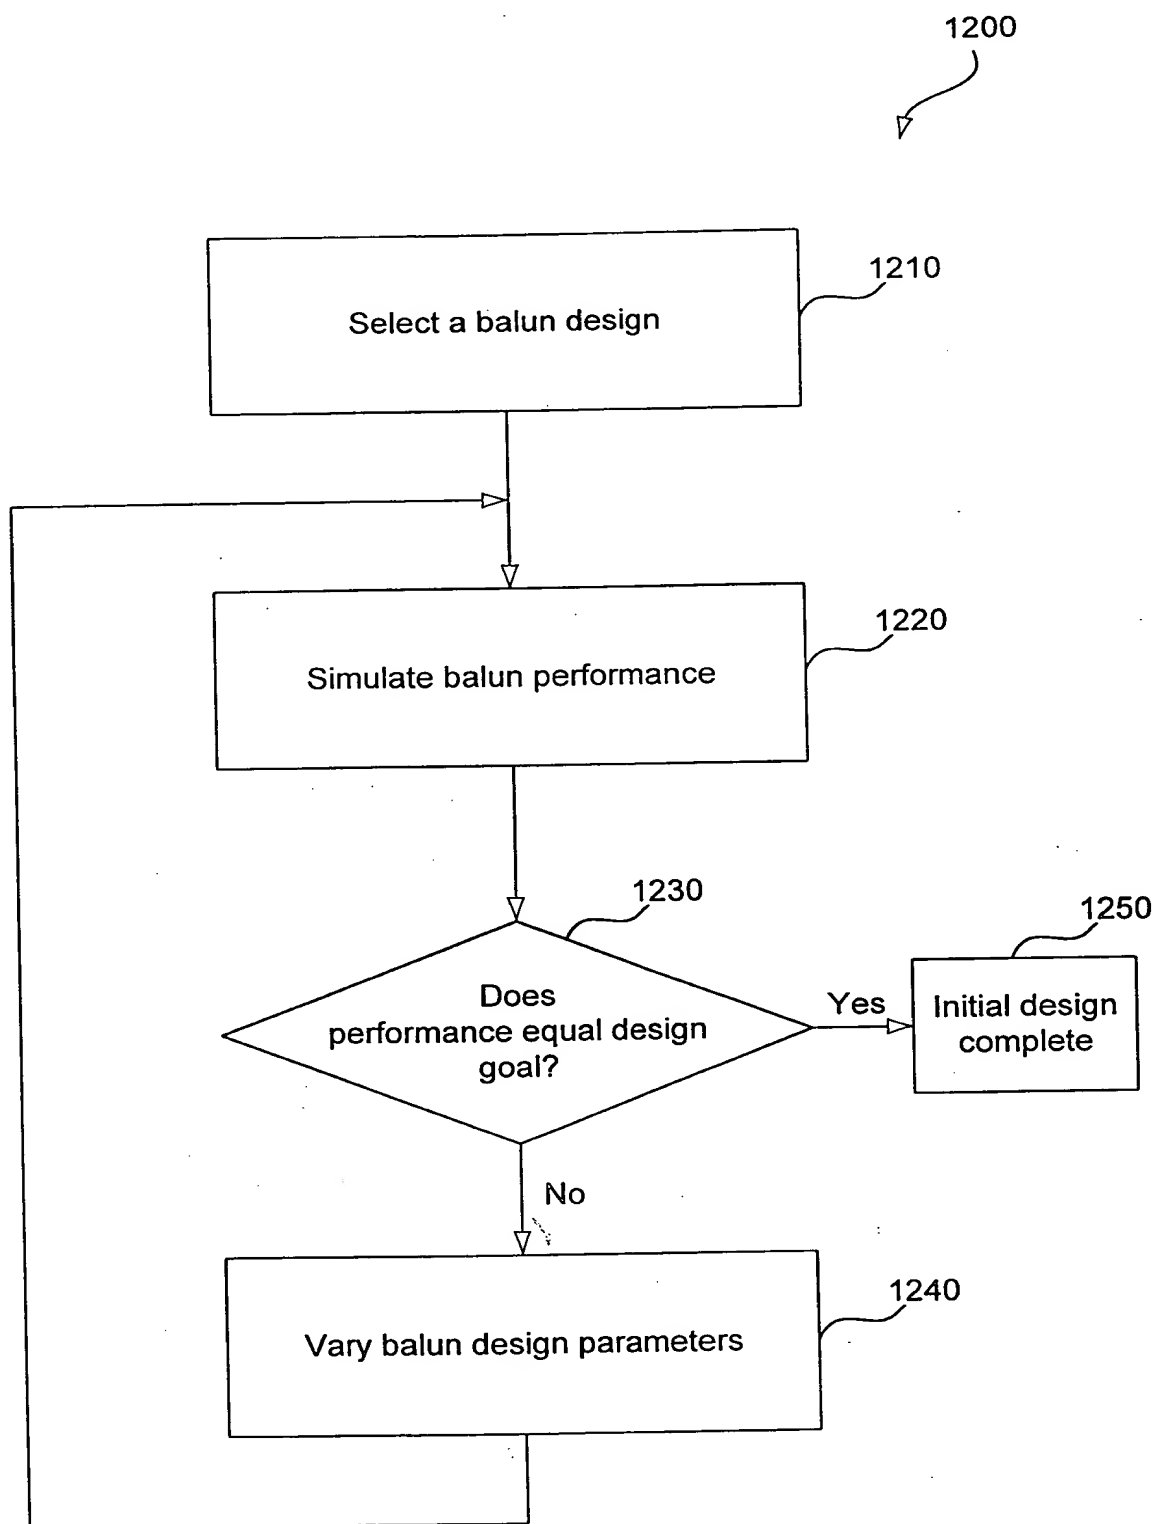 1200
1210
Select a balun design
1220
Simulate balun performance
1230
1250
Does
performance equal design
goal?
Yes
Initial design
complete
No
1240
Vary balun design parameters